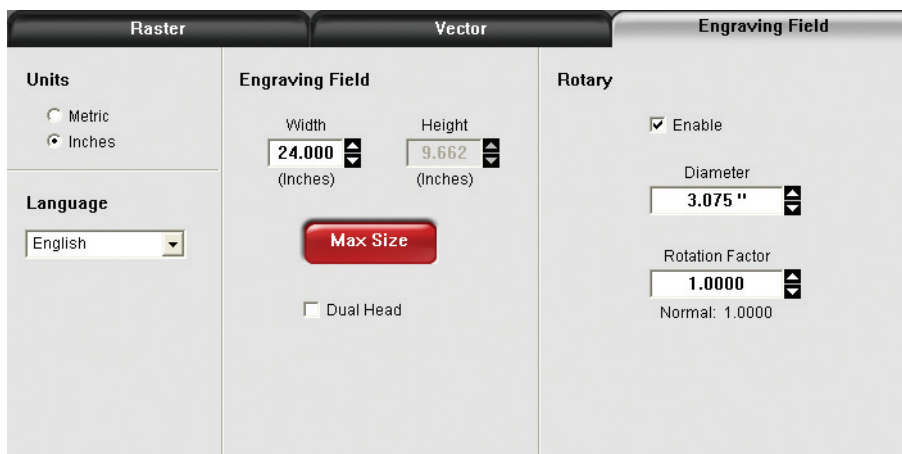 Raster
Vector
Engraving Field
Units
Metric
Inches
Language
English
Engraving Field
Width
Height
24.000
9.662
(Inches)
(Inches)
Max Size
Dual Head
Rotary
Enable
Diameter
3.075 "
Rotation Factor
1.0000
Normal: 1.0000